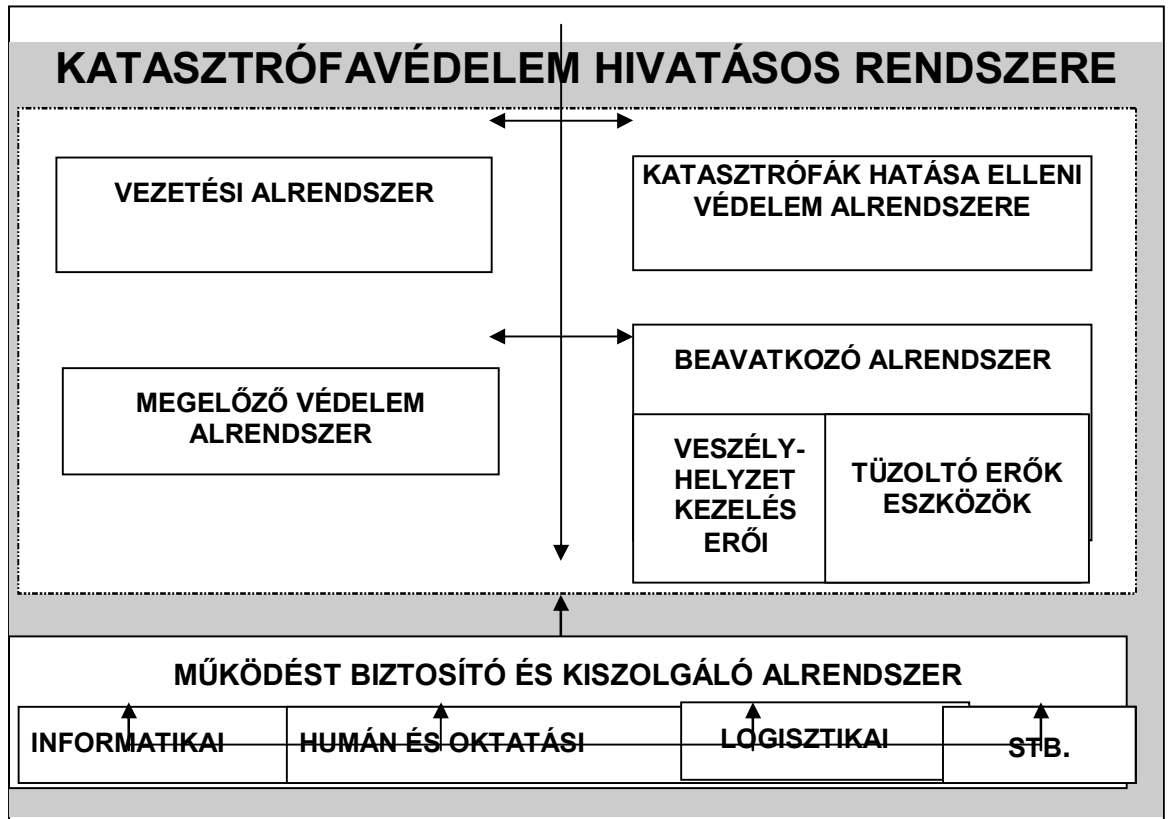 KATASZTRÓFAVÉDELEM HIVATÁSOS RENDSZERE
VEZETÉSI ALRENDSZER
KATASZTRÓFÁK HATÁSA ELLENI
VÉDELEM ALRENDSZERE
MEGELŐZŐ VÉDELEM
ALRENDSZER
BEAVATKOZÓ ALRENDSZER
VESZÉLY-
HELYZET
KEZELÉS
ERŐI
TÜZOLTÓ ERŐK
ESZKÖZÖK
MŰKÖDÉST BIZTOSÍTÓ ÉS KISZOLGÁLÓ ALRENDSZER
INFORMATIKAI
HUMÁN ÉS OKTATÁSI
LOGISZTIKAI
STB.